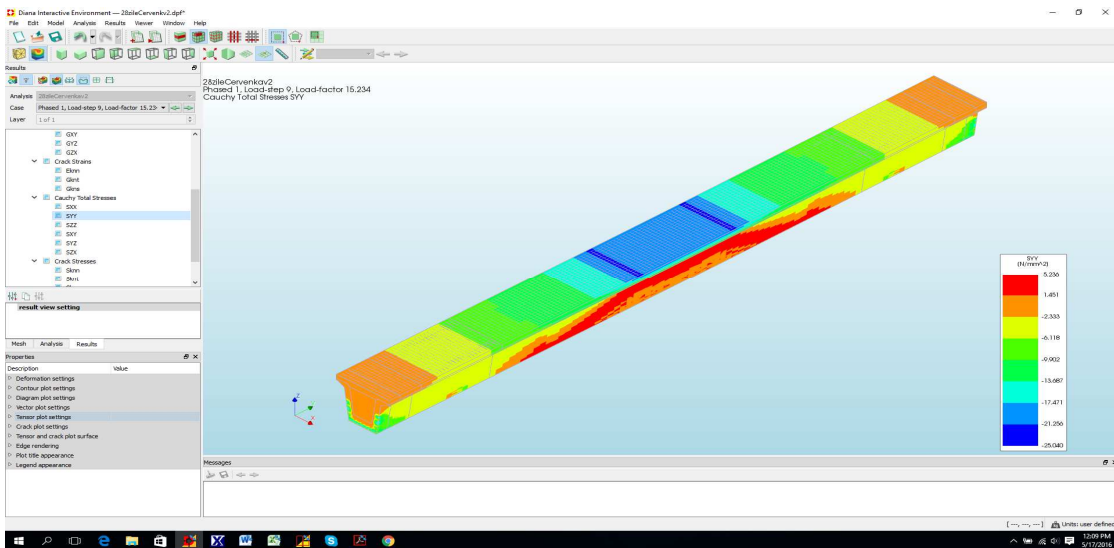 Diana Interactive Environment — 28zileCervenkv2.dpf*
File Edit Model Analysis Results Viewer Window Help
Results
Analysis 28zileCervenkav2
Case Phased 1, Load-step 9, Load-factor 15.23
Layer 1 of 1
GXY
GYZ
GZX
Crack Strains
Eknn
Gknt
Gkns
Cauchy Total Stresses
SXX
SYY
SZZ
SXY
SYZ
SZX
Crack Stresses
Sknn
result view setting
Mesh Analysis Results
Properties
Description Value
Deformation settings
Contour plot settings
Diagram plot settings
Vector plot settings
Tensor plot settings
Crack plot settings
Tensor and crack plot surface
Edge rendering
Plot title appearance
Legend appearance
28zileCervenkav2
Phased 1, Load-step 9, Load-factor 15.234
Cauchy Total Stresses SYY
SYY
(N/mm^2)
5.236
1.451
-2.333
-6.118
-9.902
-13.687
-17.471
-21.256
-25.040
Z
Y
X
Messages
[ ---, ---, --- ] Units: user define
12:09 PM
5/17/2016